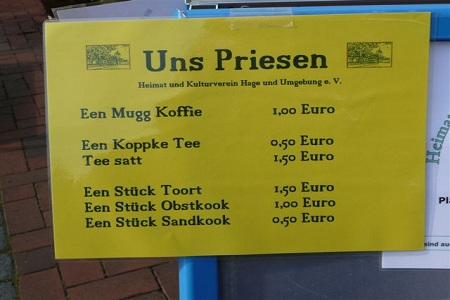 Uns Priesen
Heimat und Kulturverein Hage und Umgebung e. V.
Een Mugg Koffie 1,00 Euro
Een Koppke Tee 0,50 Euro
Tee satt 1,50 Euro
Een Stück Toort 1,50 Euro
Een Stück Obstkook 1,00 Euro
Een Stück Sandkook 0,50 Euro